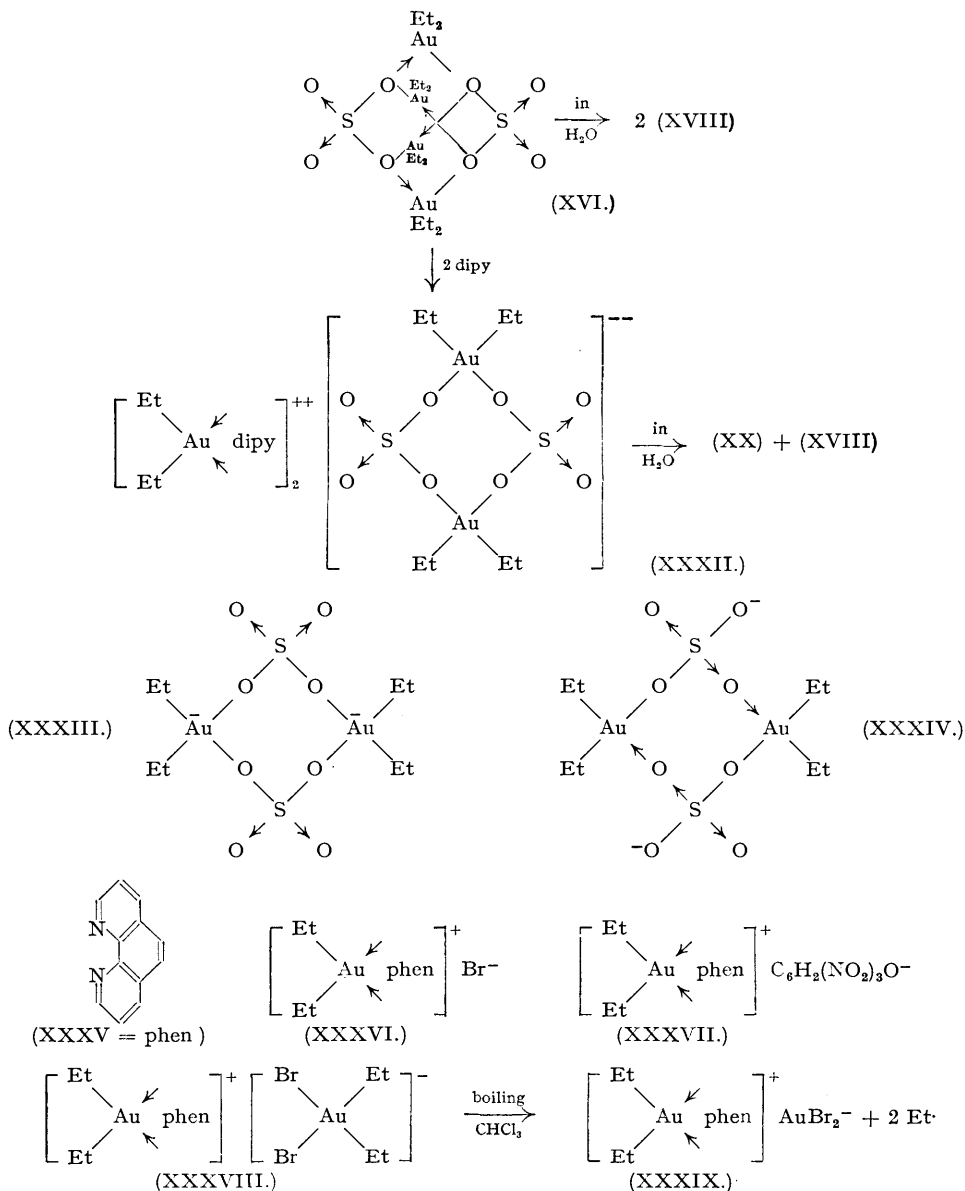 Et₂
Au
O O Et₂ O O
Au
S S in H₂O 2 (XVIII)
O O Au Et₂ O O
Au (XVI.)
Et₂
2 dipy
Et Et --
Au
Et O O O O ++
Au dipy S S in H₂O (XX) + (XVIII)
Et O O O O 2
Au
Et Et (XXXII.)
O O O O⁻
S S
Et O O Et Et O O Et
(XXXIII.) Au⁻ Au⁻ Au Au (XXXIV.)
Et O O Et Et O O Et
S S
O O ⁻O O
N Et + Et +
Au phen Br⁻ Au phen C₆H₂(NO₂)₃O⁻
N Et Et
(XXXV = phen) (XXXVI.) (XXXVII.)
Et + Br Et - Et +
Au phen Au boiling CHCl₃ Au phen AuBr₂⁻ + 2 Et·
Et Br Et Et
(XXXVIII.) (XXXIX.)